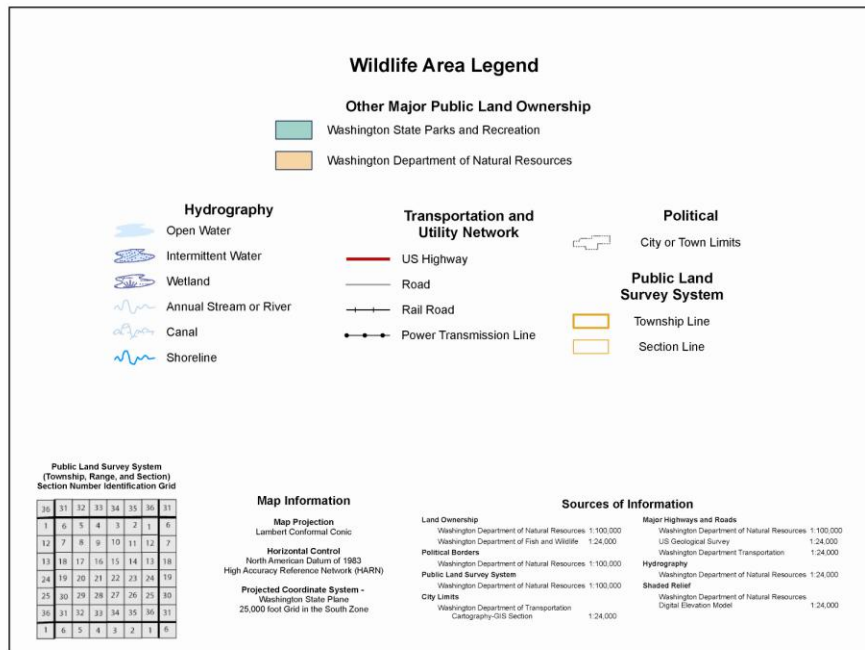 Wildlife Area Legend
Other Major Public Land Ownership
Washington State Parks and Recreation
Washington Department of Natural Resources
Hydrography
Open Water
Intermittent Water
Wetland
Annual Stream or River
Canal
Shoreline
Transportation and
Utility Network
US Highway
Road
Rail Road
Power Transmission Line
Political
City or Town Limits
Public Land
Survey System
Township Line
Section Line
Public Land Survey System
(Township, Range, and Section)
Section Number Identification Grid
36 31 32 33 34 35 36 31
1 6 5 4 3 2 1 6
12 7 8 9 10 11 12 7
13 18 17 16 15 14 13 18
24 19 20 21 22 23 24 19
25 30 29 28 27 26 25 30
36 31 32 33 34 35 36 31
1 6 5 4 3 2 1 6
Map Information
Map Projection
Lambert Conformal Conic
Horizontal Control
North American Datum of 1983
High Accuracy Reference Network (HARN)
Projected Coordinate System -
Washington State Plane
25,000 foot Grid in the South Zone
Sources of Information
Land Ownership
Washington Department of Natural Resources 1:100,000
Washington Department of Fish and Wildlife 1:24,000
Political Borders
Washington Department of Natural Resources 1:100,000
Public Land Survey System
Washington Department of Natural Resources 1:100,000
City Limits
Washington Department of Transportation
Cartography-GIS Section 1:24,000
Major Highways and Roads
Washington Department of Natural Resources 1:100,000
US Geological Survey 1:24,000
Washington Department Transportation 1:24,000
Hydrography
Washington Department of Natural Resources 1:24,000
Shaded Relief
Washington Department of Natural Resources
Digital Elevation Model 1:24,000